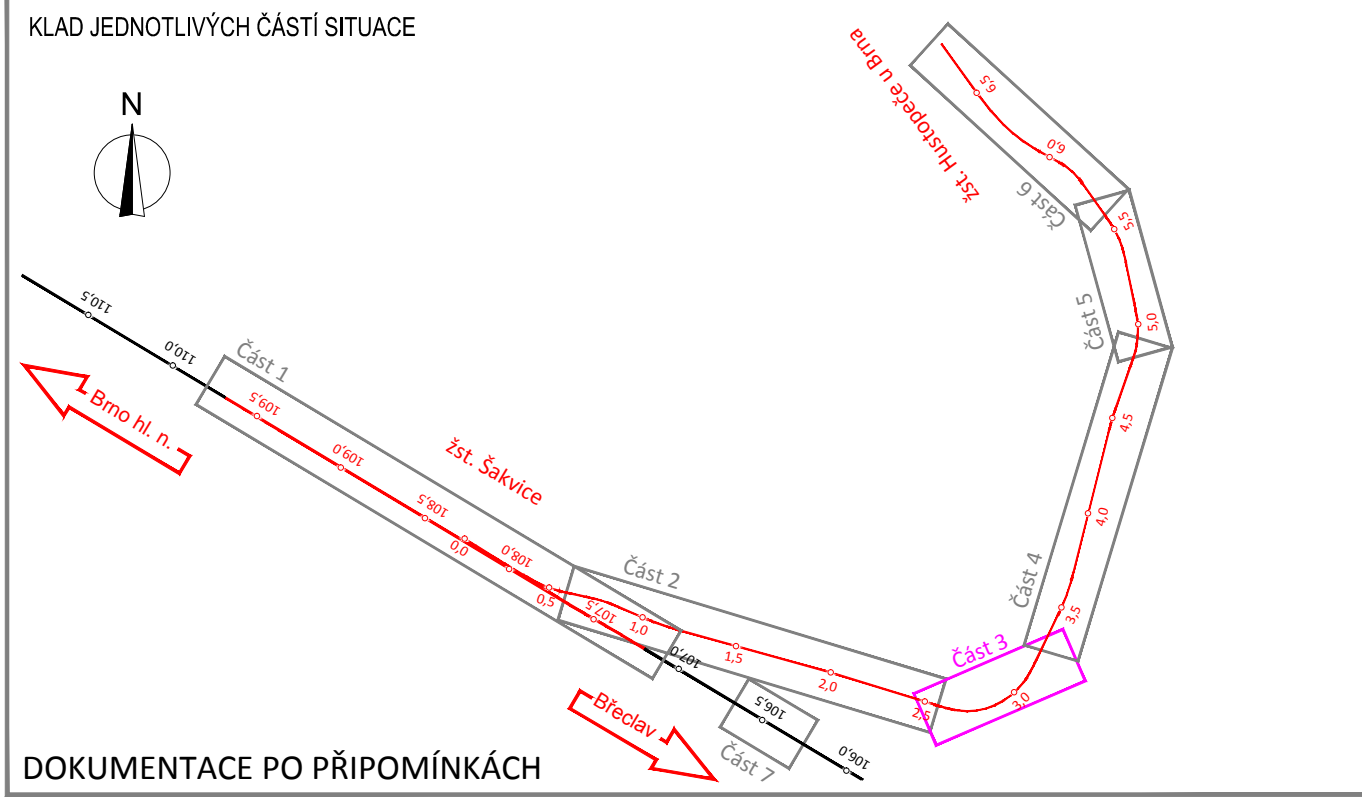 KLAD JEDNOTLIVÝCH ČÁSTÍ SITUACE
N
žst. Hustopeče u Brna
6,5
6,0
Část 6
5,5
Část 5
5,0
110,5
110,0
Část 1
109,5
Brno hl. n.
109,0
žst. Šakvice
108,5
0,0
108,0
0,5
107,5
Část 2
1,0
107,0
1,5
2,0
2,5
Část 3
3,0
Část 4
3,5
4,0
4,5
Břeclav
106,5
Část 7
106,0
DOKUMENTACE PO PŘIPOMÍNKÁCH